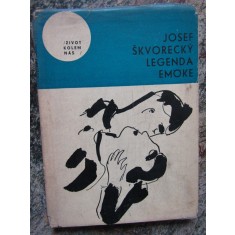 ŽIVOT
KOLEM
NÁS
JOSEF
ŠKVORECKÝ
LEGENDA
EMÖKE